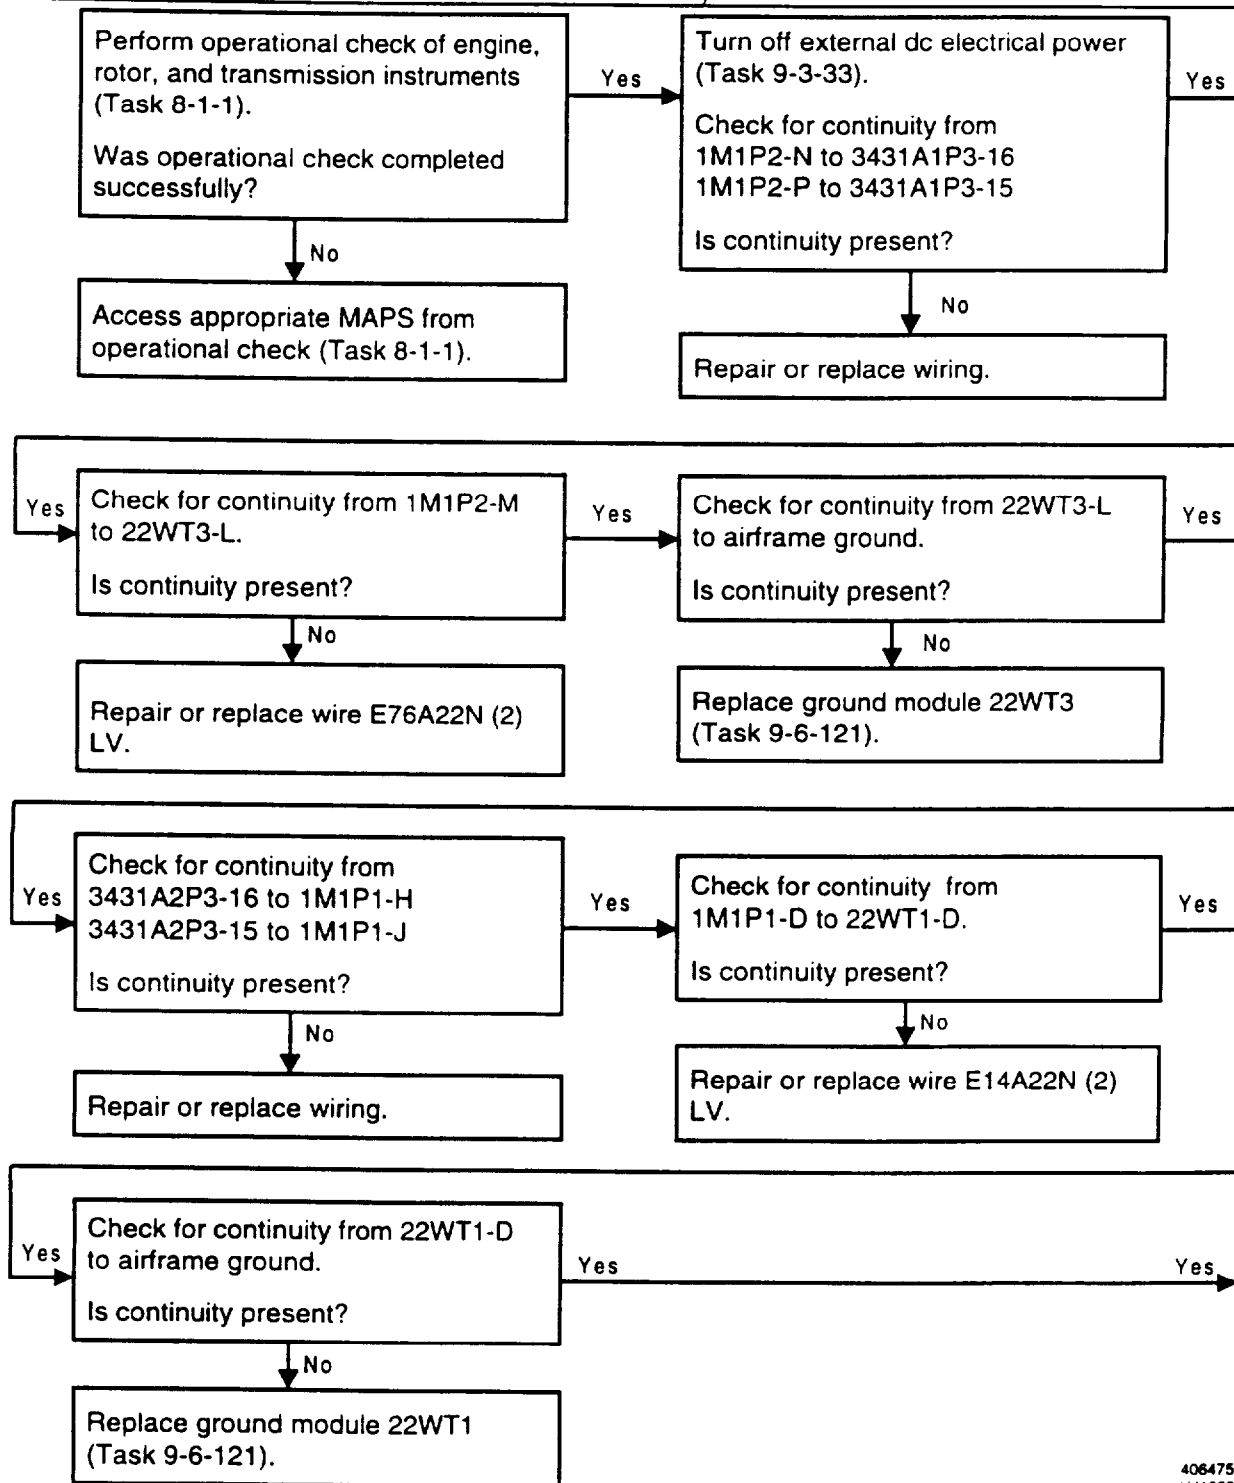 Perform operational check of engine,
rotor, and transmission instruments
(Task 8-1-1).
Was operational check completed
successfully?
Yes
Turn off external dc electrical power
(Task 9-3-33).
Check for continuity from
1M1P2-N to 3431A1P3-16
1M1P2-P to 3431A1P3-15
Is continuity present?
Yes
No
Access appropriate MAPS from
operational check (Task 8-1-1).
No
Repair or replace wiring.
Yes
Check for continuity from 1M1P2-M
to 22WT3-L.
Is continuity present?
Yes
Check for continuity from 22WT3-L
to airframe ground.
Is continuity present?
Yes
No
Repair or replace wire E76A22N (2)
LV.
No
Replace ground module 22WT3
(Task 9-6-121).
Yes
Check for continuity from
3431A2P3-16 to 1M1P1-H
3431A2P3-15 to 1M1P1-J
Is continuity present?
Yes
Check for continuity from
1M1P1-D to 22WT1-D.
Is continuity present?
Yes
No
Repair or replace wiring.
No
Repair or replace wire E14A22N (2)
LV.
Yes
Check for continuity from 22WT1-D
to airframe ground.
Is continuity present?
Yes
Yes
No
Replace ground module 22WT1
(Task 9-6-121).
406475